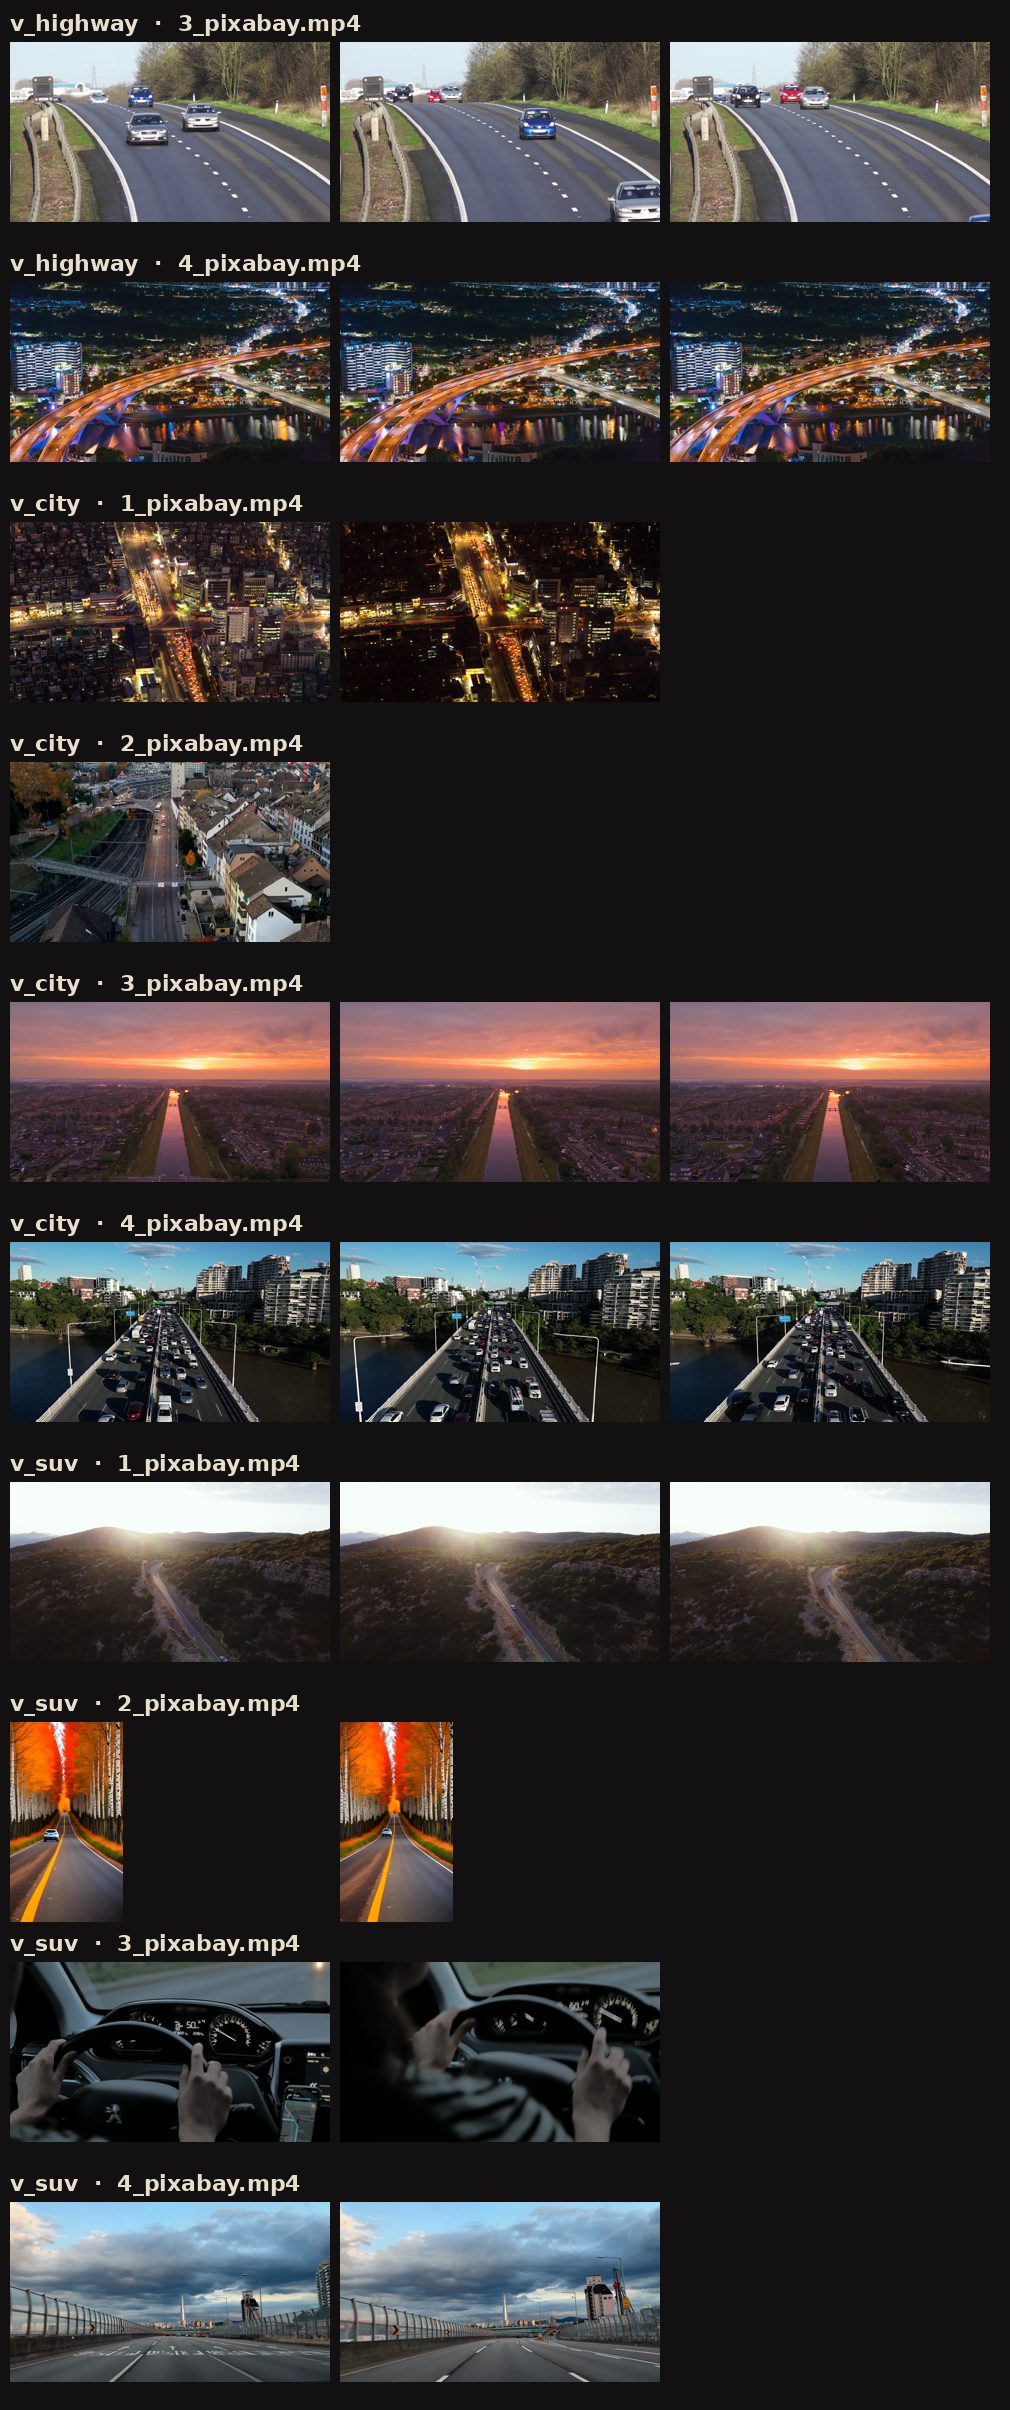 v_highway · 3_pixabay.mp4
v_highway · 4_pixabay.mp4
v_city · 1_pixabay.mp4
v_city · 2_pixabay.mp4
v_city · 3_pixabay.mp4
v_city · 4_pixabay.mp4
v_suv · 1_pixabay.mp4
v_suv · 2_pixabay.mp4
v_suv · 3_pixabay.mp4
v_suv · 4_pixabay.mp4